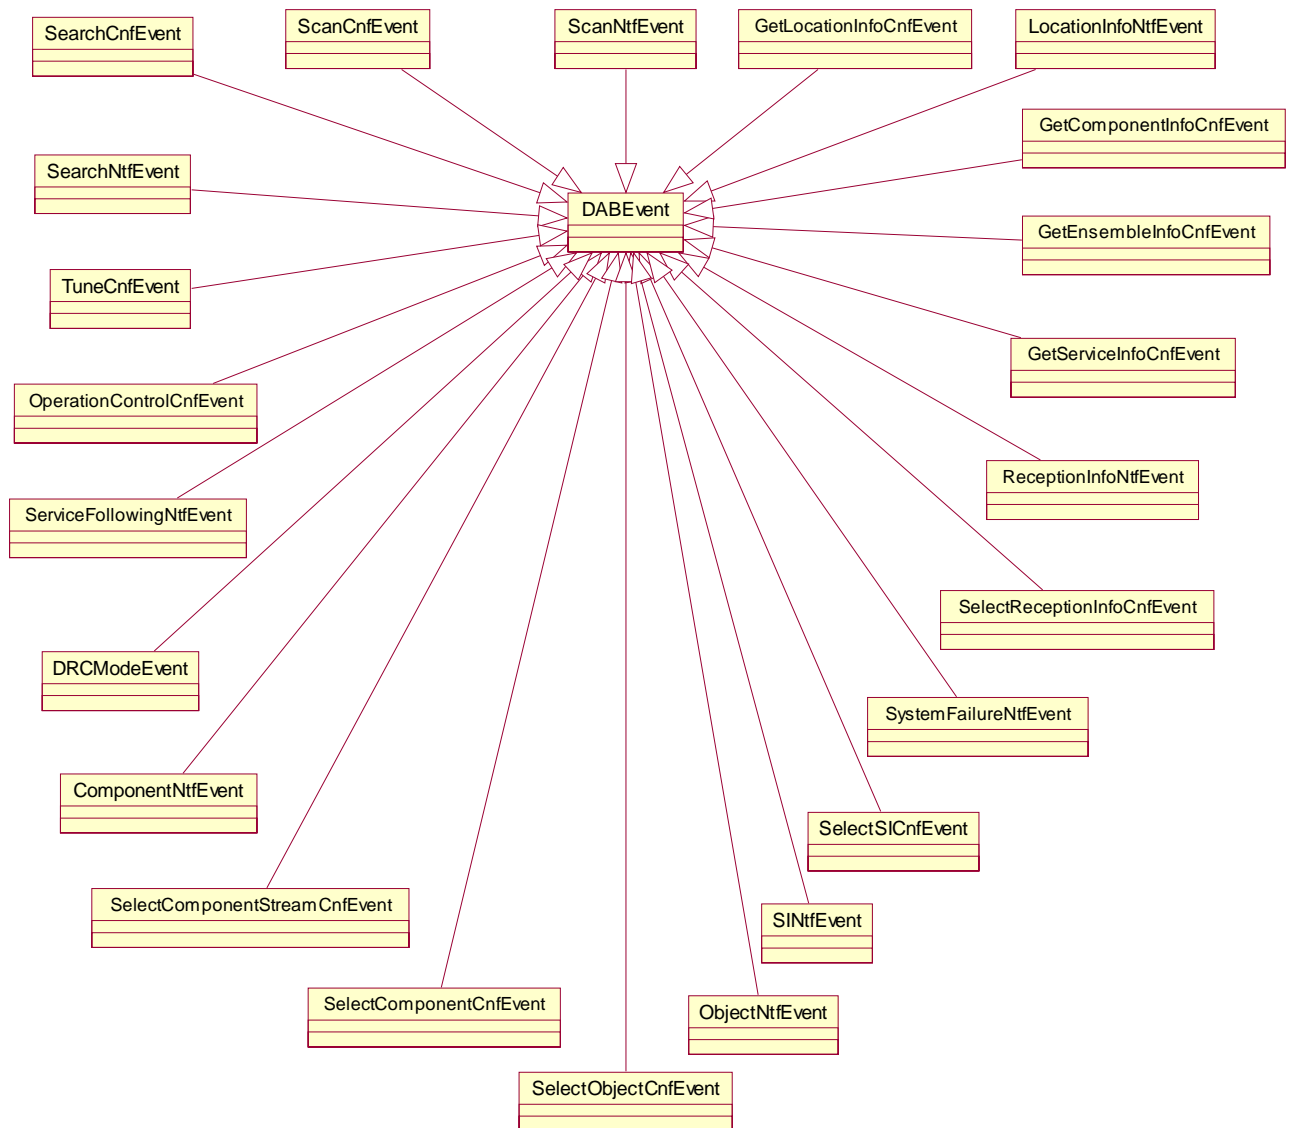 SearchCnfEvent
ScanCnfEvent
ScanNtfEvent
GetLocationInfoCnfEvent
LocationInfoNtfEvent
GetComponentInfoCnfEvent
SearchNtfEvent
DABEvent
GetEnsembleInfoCnfEvent
TuneCnfEvent
GetServiceInfoCnfEvent
OperationControlCnfEvent
ReceptionInfoNtfEvent
ServiceFollowingNtfEvent
SelectReceptionInfoCnfEvent
DRCModeEvent
SystemFailureNtfEvent
ComponentNtfEvent
SelectSICnfEvent
SelectComponentStreamCnfEvent
SINtfEvent
SelectComponentCnfEvent
ObjectNtfEvent
SelectObjectCnfEvent